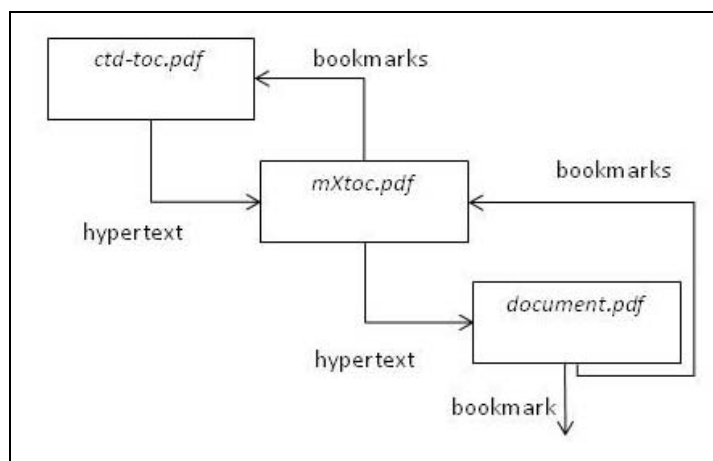 ctd-toc.pdf
bookmarks
mXtoc.pdf
bookmarks
hypertext
document.pdf
hypertext
bookmark